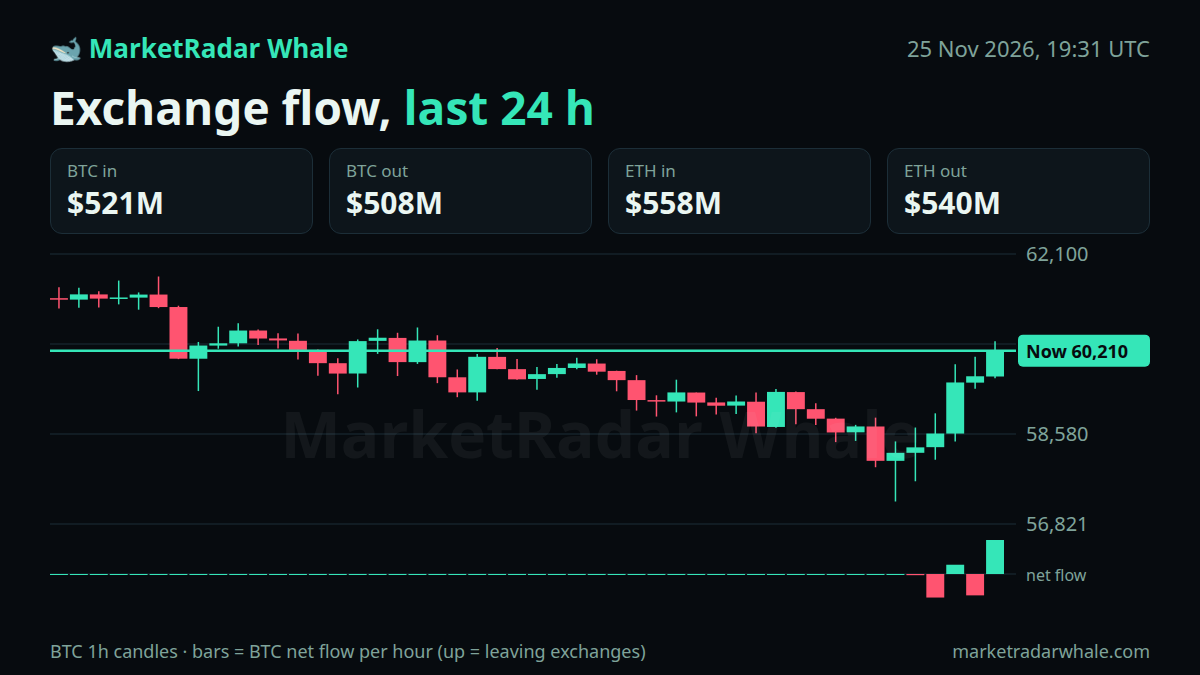 MarketRadar Whale
25 Nov 2026, 19:31 UTC
Exchange flow, last 24 h
BTC in
$521M
BTC out
$508M
ETH in
$558M
ETH out
$540M
62,100
Now 60,210
MarketRadar Whale
58,580
56,821
net flow
BTC 1h candles · bars = BTC net flow per hour (up = leaving exchanges)
marketradarwhale.com